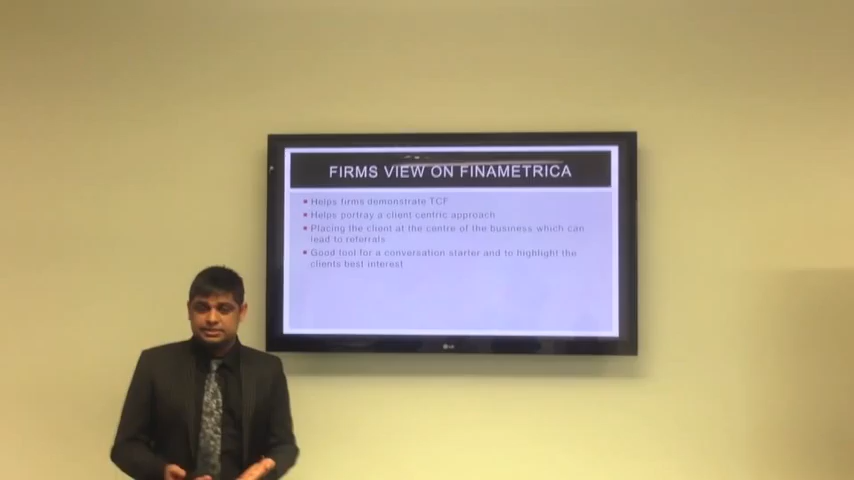 FIRMS VIEW ON FINAMETRICA
Helps firms demonstrate TCF
Helps portray a client centric approach
Placing the client at the centre of the business which can
lead to referrals
Good tool for a conversation starter and to highlight the
clients best interest
LG